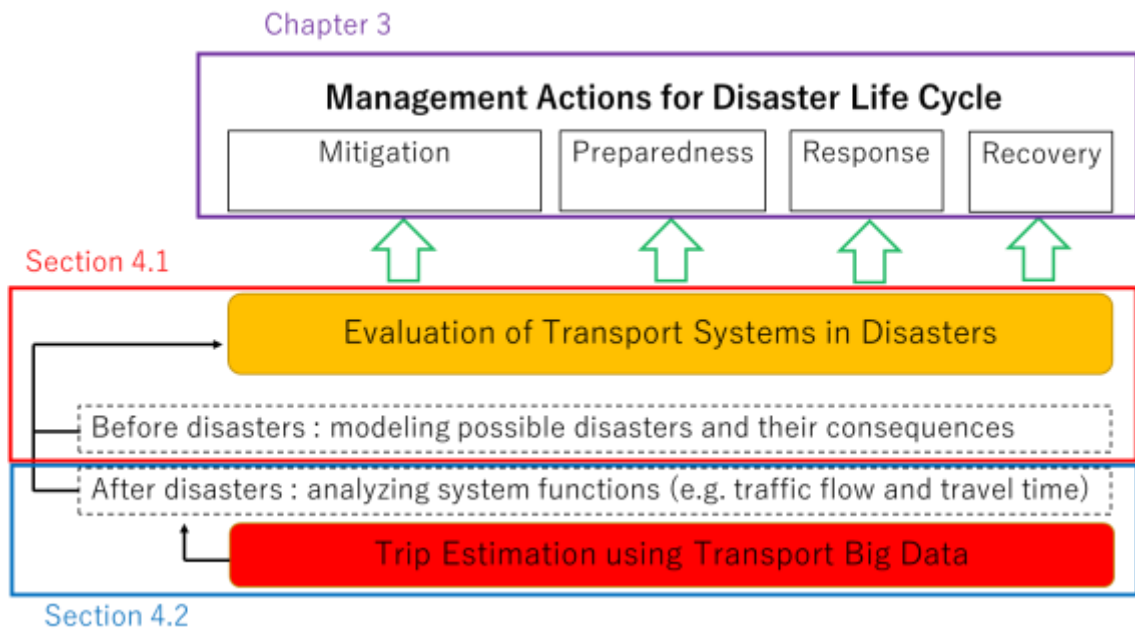 Chapter 3
Management Actions for Disaster Life Cycle
Mitigation
Preparedness
Response
Recovery
Section 4.1
Evaluation of Transport Systems in Disasters
Before disasters : modeling possible disasters and their consequences
After disasters : analyzing system functions (e.g. traffic flow and travel time)
Trip Estimation using Transport Big Data
Section 4.2